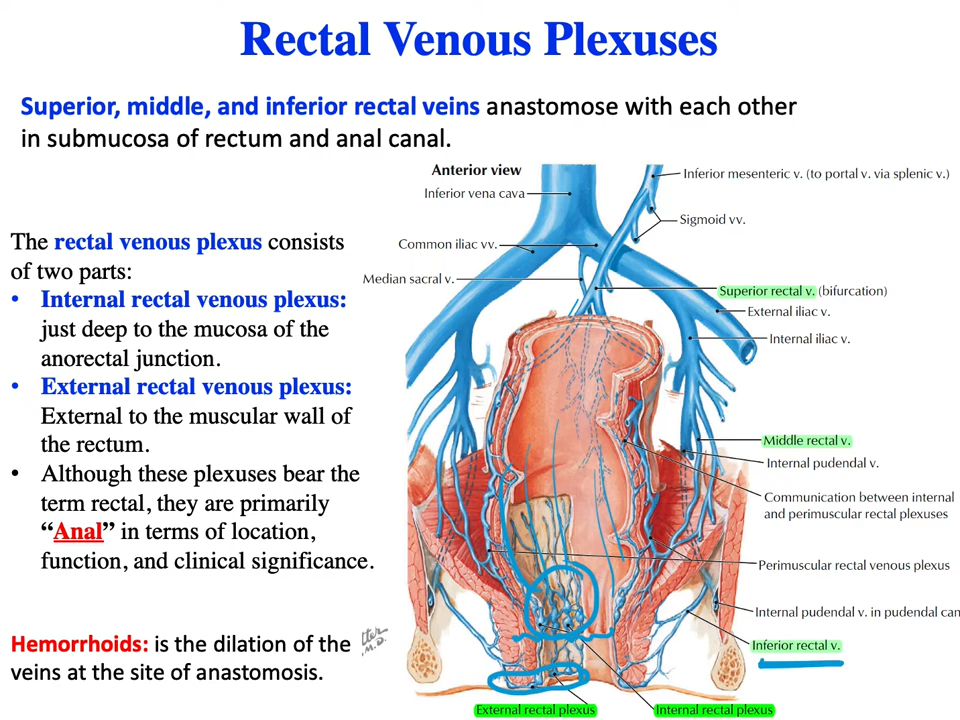 Rectal Venous Plexuses
Superior, middle, and inferior rectal veins anastomose with each other
in submucosa of rectum and anal canal.
The rectal venous plexus consists
of two parts:
• Internal rectal venous plexus:
just deep to the mucosa of the
anorectal junction.
• External rectal venous plexus:
External to the muscular wall of
the rectum.
• Although these plexuses bear the
term rectal, they are primarily
“Anal” in terms of location,
function, and clinical significance.
Hemorrhoids: is the dilation of the
veins at the site of anastomosis.
Anterior view
Inferior vena cava
Common iliac vv.
Median sacral v.
Inferior mesenteric v. (to portal v. via splenic v.)
Sigmoid vv.
Superior rectal v. (bifurcation)
External iliac v.
Internal iliac v.
Middle rectal v.
Internal pudendal v.
Communication between internal
and perimuscular rectal plexuses
Perimuscular rectal venous plexus
Internal pudendal v. in pudendal can
Inferior rectal v.
External rectal plexus
Internal rectal plexus
tter
M.D.